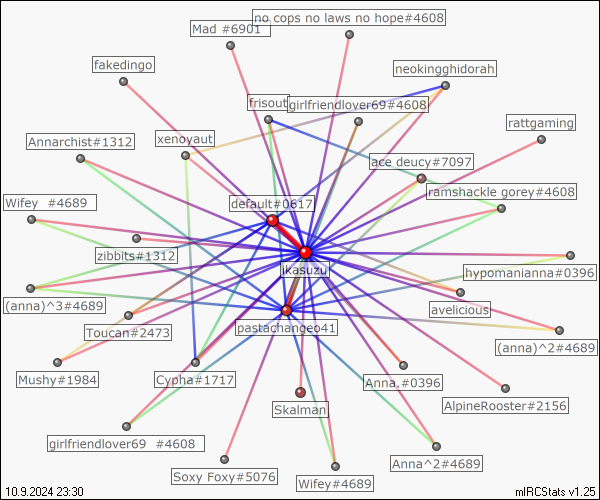 no cops no laws no hope#4608
Mad #6901
fakedingo
neokingghidorah
frisout
girlfriendlover69#4608
rattgaming
Annarchist#1312
xenoyaut
ace deucy#7097
ramshackle gorey#4608
Wifey  #4689
default#0617
zibbits#1312
ikasuzu
hypomanianna#0396
(anna)^3#4689
avelicious
Toucan#2473
pastachangeo41
(anna)^2#4689
Mushy#1984
Cypha#1717
Anna,#0396
Skalman
AlpineRooster#2156
girlfriendlover69  #4608
Soxy Foxy#5076
Wifey#4689
Anna^2#4689
10.9.2024 23:30
mIRCStats v1.25